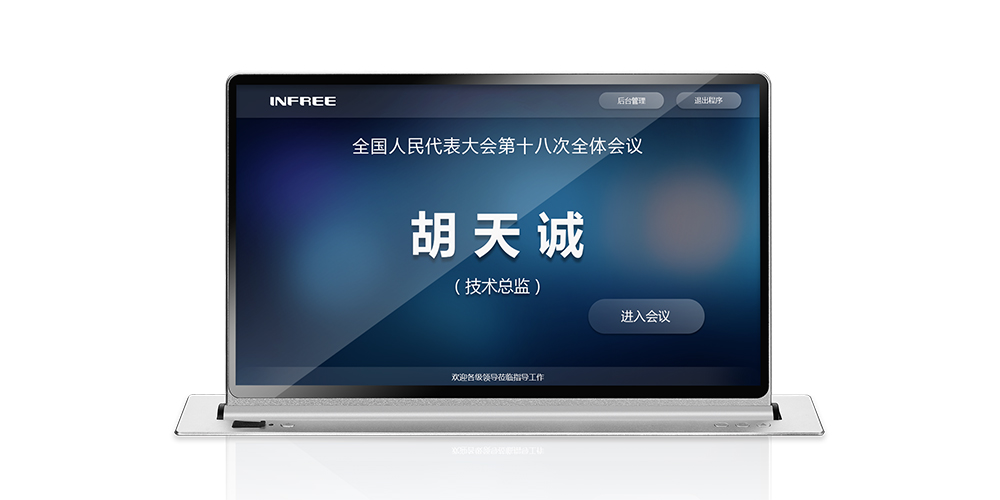 INFREE
后台管理
退出程序
全国人民代表大会第十八次全体会议
胡天诚
(技术总监)
进入会议
欢迎各级领导莅临指导工作